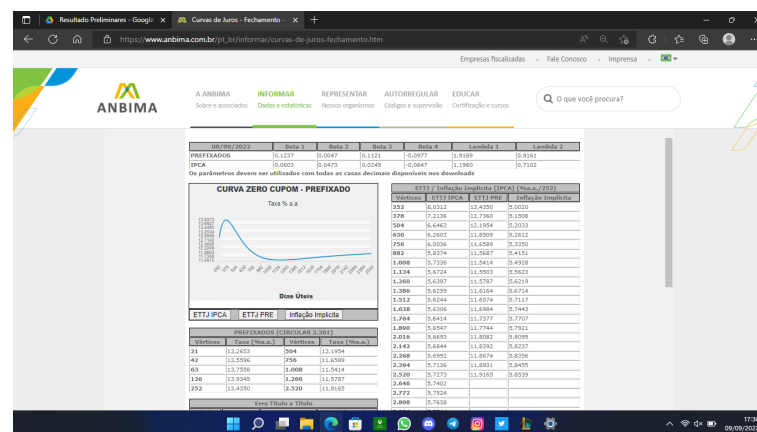 Resultado Preliminares - Google
Curvas de Juros - Fechamento -
https://www.anbima.com.br/pt_br/informar/curvas-de-juros-fechamento.htm
Empresas fiscalizadas
Fale Conosco
Imprensa
ANBIMA
A ANBIMA INFORMAR REPRESENTAR AUTORREGULAR EDUCAR
Sobre e associados Dados e estatísticas Nossos organismos Códigos e supervisão Certificação e cursos
O que você procura?
08/09/2022 Beta 1 Beta 2 Beta 3 Beta 4 Lambda 1 Lambda 2
PREFIXADOS 0,1237 0,0047 0,1121 -0,0977 1,9189 0,9161
IPCA 0,0603 0,0473 0,0245 -0,0647 1,1960 0,7102
Os parâmetros devem ser utilizados com todas as casas decimais disponíveis nos downloads
CURVA ZERO CUPOM - PREFIXADO
Taxa % a.a.
Dias Úteis
ETTJ IPCA ETTJ PRE Inflação Implícita
PREFIXADOS (CIRCULAR 3.361)
Vértices Taxa (%a.a.) Vértices Taxa (%a.a.)
21 13,2653 504 12,1954
42 13,5596 756 11,6589
63 13,7558 1.008 11,5414
126 13,9345 1.260 11,5787
252 13,4350 2.520 11,9165
Erro Título a Título
ETTJ / Inflação Implícita (IPCA) (%a.a./252)
Vértices ETTJ IPCA ETTJ PRE Inflação Implícita
252 8,0312 13,4350 5,0020
378 7,2136 12,7360 5,1508
504 6,6462 12,1954 5,2033
630 6,2603 11,8509 5,2612
756 6,0036 11,6589 5,3350
882 5,8374 11,5687 5,4151
1.008 5,7336 11,5414 5,4928
1.134 5,6724 11,5503 5,5623
1.260 5,6397 11,5787 5,6219
1.386 5,6259 11,6164 5,6714
1.512 5,6244 11,6574 5,7117
1.638 5,6306 11,6984 5,7443
1.764 5,6414 11,7377 5,7707
1.890 5,6547 11,7744 5,7921
2.016 5,6693 11,8082 5,8099
2.142 5,6844 11,8392 5,8237
2.268 5,6992 11,8674 5,8356
2.394 5,7136 11,8931 5,8455
2.520 5,7273 11,9165 5,8539
2.646 5,7402
2.772 5,7524
2.898 5,7638
09/09/2022